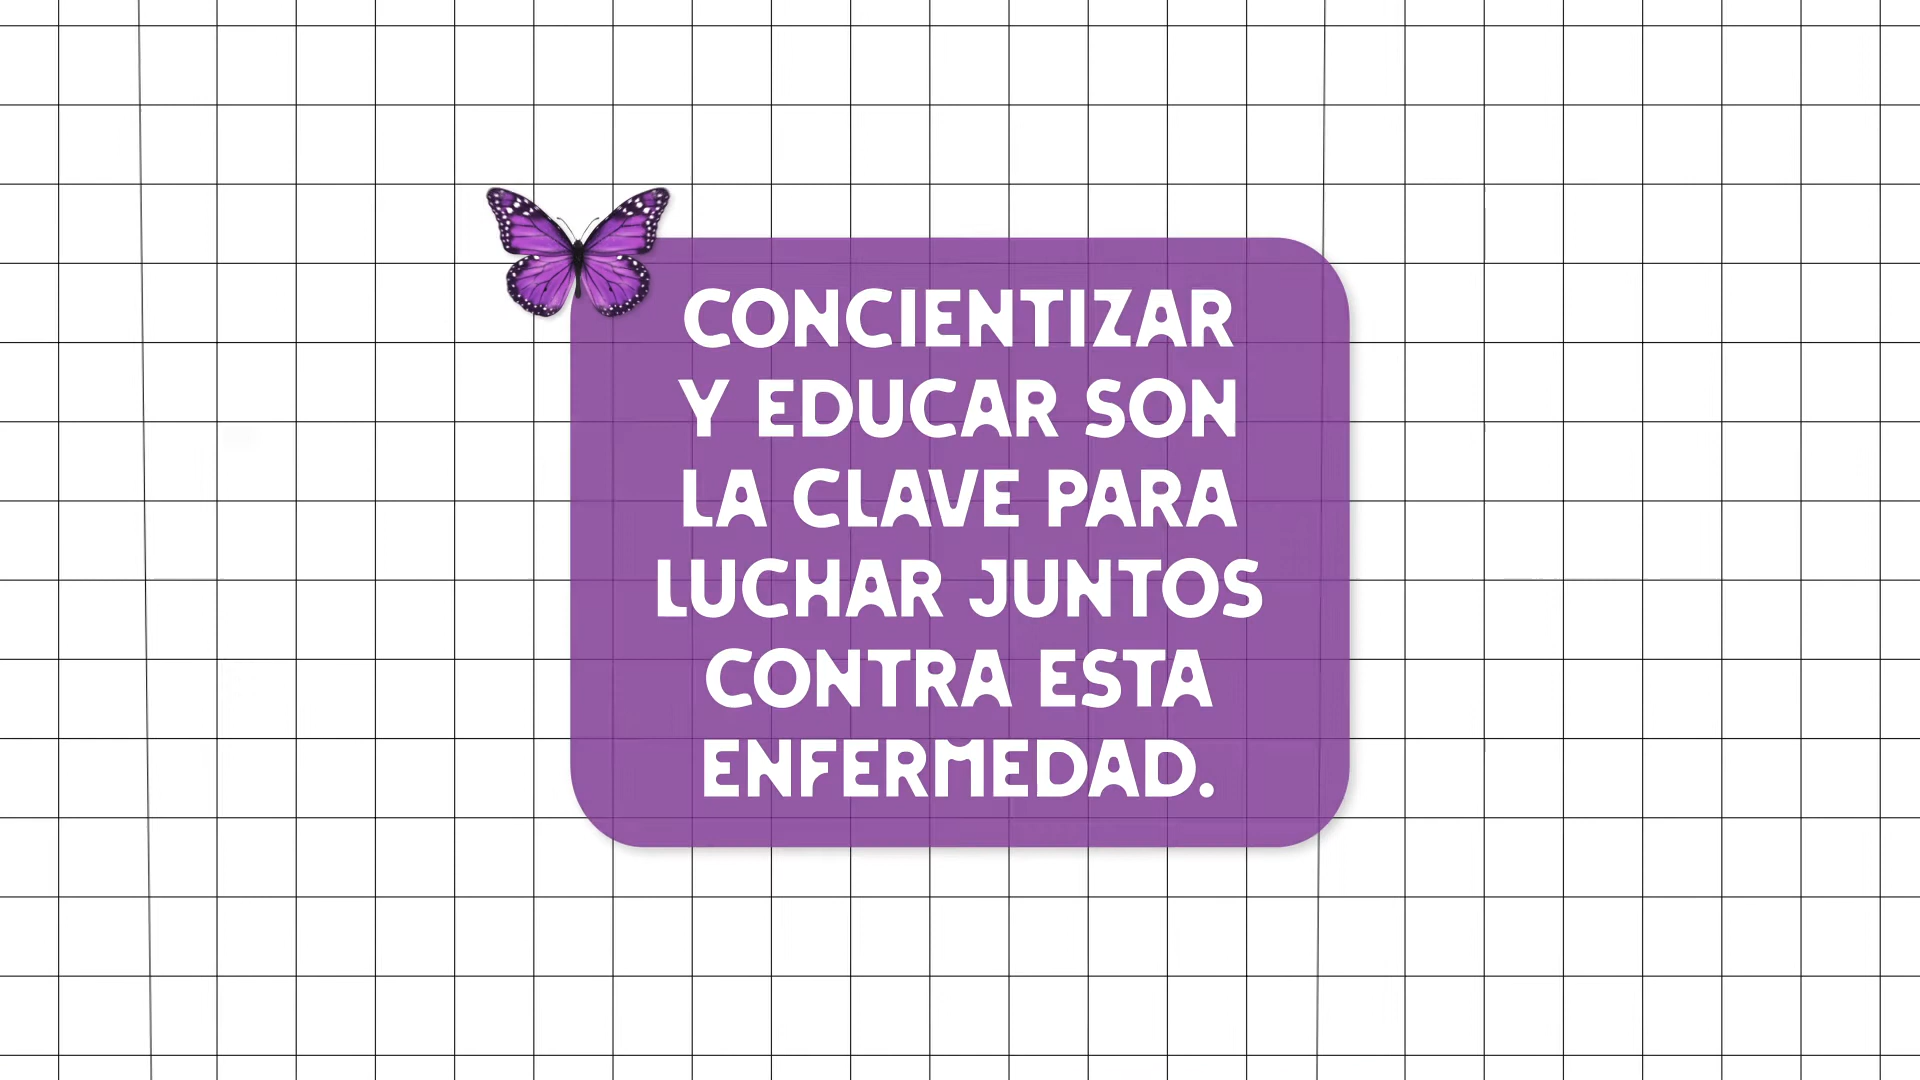 CONCIENTIZAR
Y EDUCAR SON
LA CLAVE PARA
LUCHAR JUNTOS
CONTRA ESTA
ENFERMEDAD.